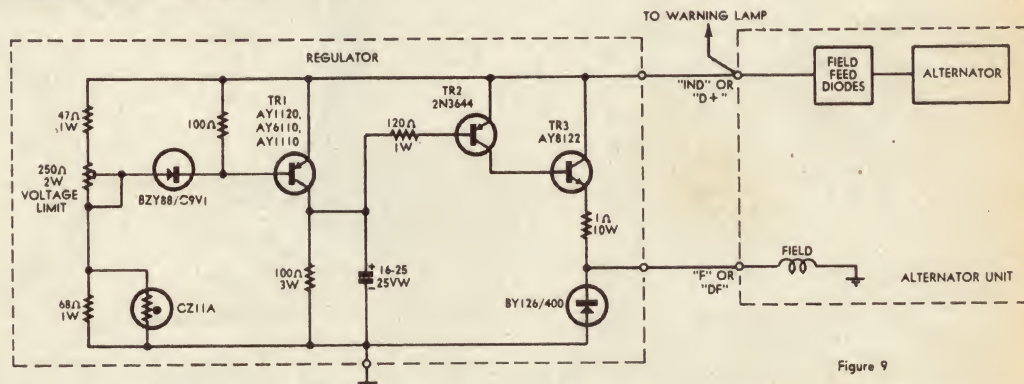 TO WARNING LAMP
REGULATOR
"IND" OR
"D+"
FIELD
FEED
DIODES
ALTERNATOR
47Ω
1W
100Ω
TR1
AY1120,
AY6110,
AY1110
120Ω
1W
TR2
2N3644
TR3
AY8122
250Ω
2W
VOLTAGE
LIMIT
BZY88/C9V1
1Ω
10W
68Ω
1W
CZ11A
100Ω
3W
+ 16-25
- 25VW
BY126/400
"F" OR
"DF"
FIELD
ALTERNATOR UNIT
Figure 9